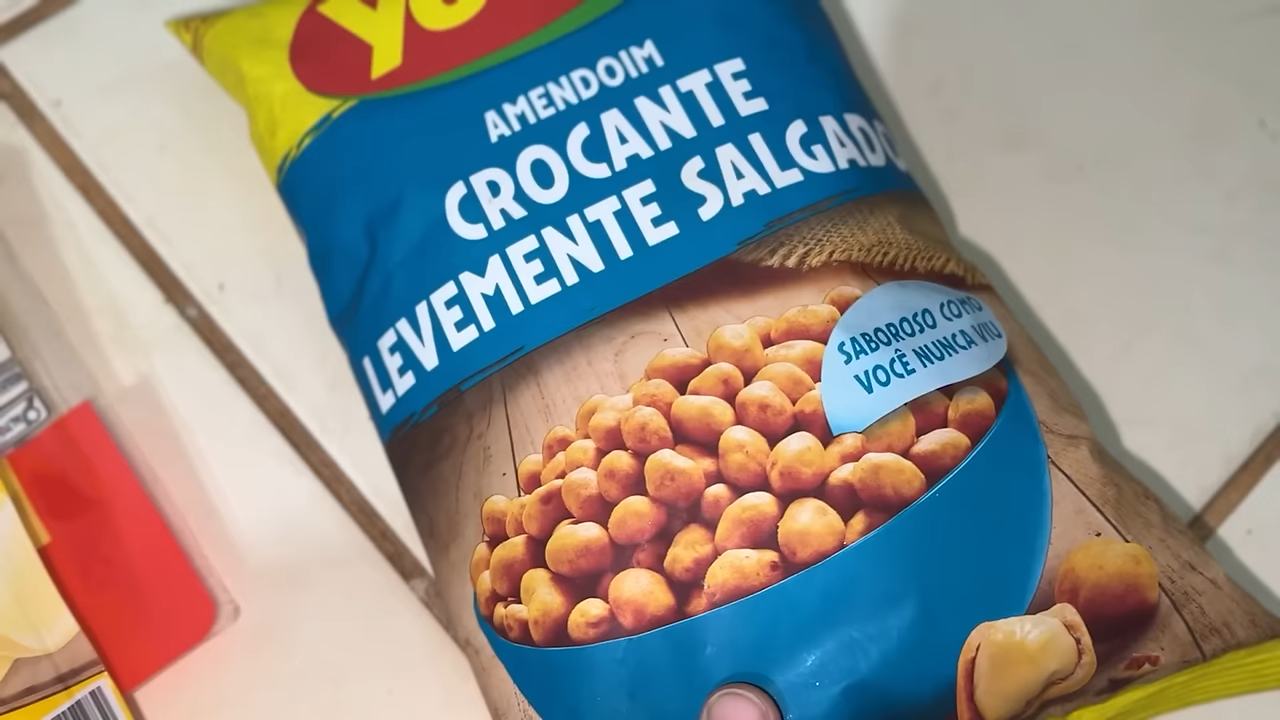 AMENDOIM
CROCANTE
LEVEMENTE SALGADO
SABOROSO COMO
VOCÊ NUNCA VIU